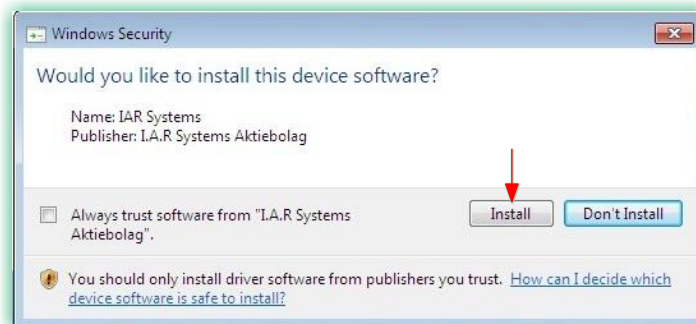 Windows Security
Would you like to install this device software?
Name: IAR Systems
Publisher: I.A.R Systems Aktiebolag
Always trust software from "I.A.R Systems
Aktiebolag".
Install
Don't Install
You should only install driver software from publishers you trust. How can I decide which
device software is safe to install?